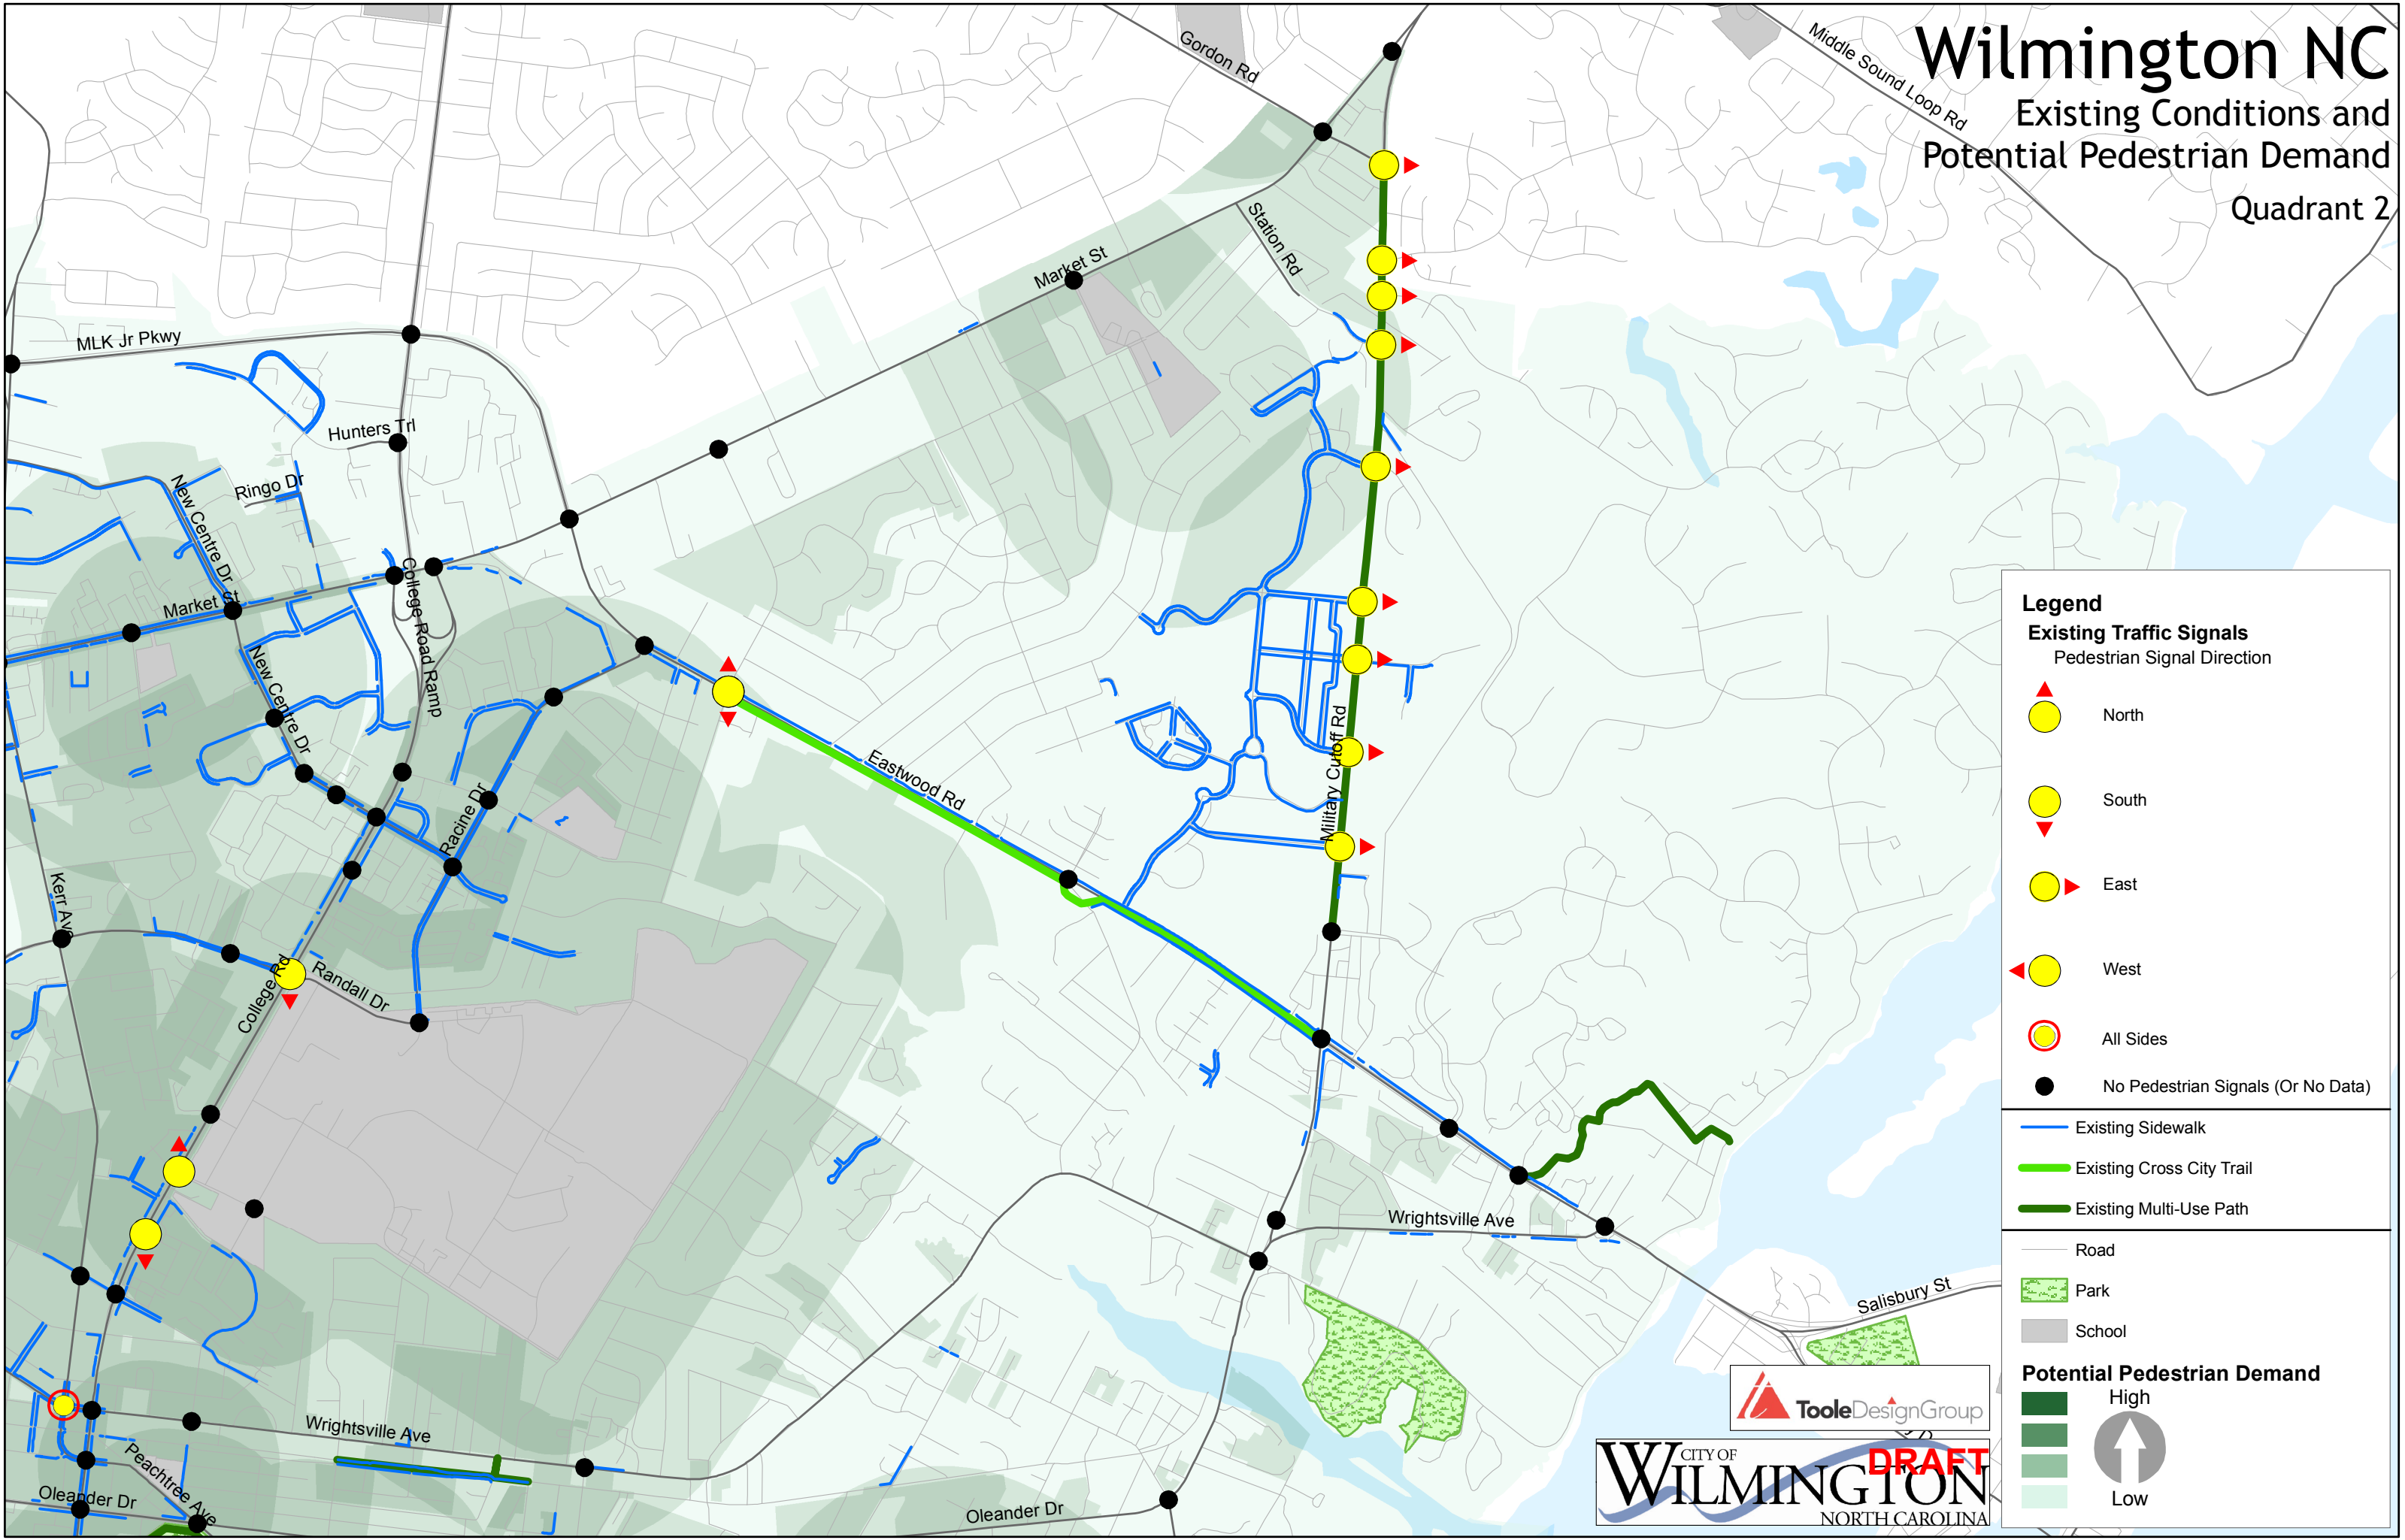 Wilmington NC
Existing Conditions and
Potential Pedestrian Demand
Quadrant 2
Gordon Rd
Middle Sound Loop Rd
Station Rd
Market St
MLK Jr Pkwy
Hunters Trl
Ringo Dr
New Centre Dr
Market St
College Road Ramp
New Centre Dr
Racine Dr
Eastwood Rd
Military Cutoff Rd
Kerr Ave
College Rd
Randall Dr
Wrightsville Ave
Salisbury St
Wrightsville Ave
Peachtree Ave
Oleander Dr
Oleander Dr
Legend
Existing Traffic Signals
Pedestrian Signal Direction
North
South
East
West
All Sides
No Pedestrian Signals (Or No Data)
Existing Sidewalk
Existing Cross City Trail
Existing Multi-Use Path
Road
Park
School
Potential Pedestrian Demand
High
Low
TooleDesignGroup
CITY OF
WILMINGTON
NORTH CAROLINA
DRAFT